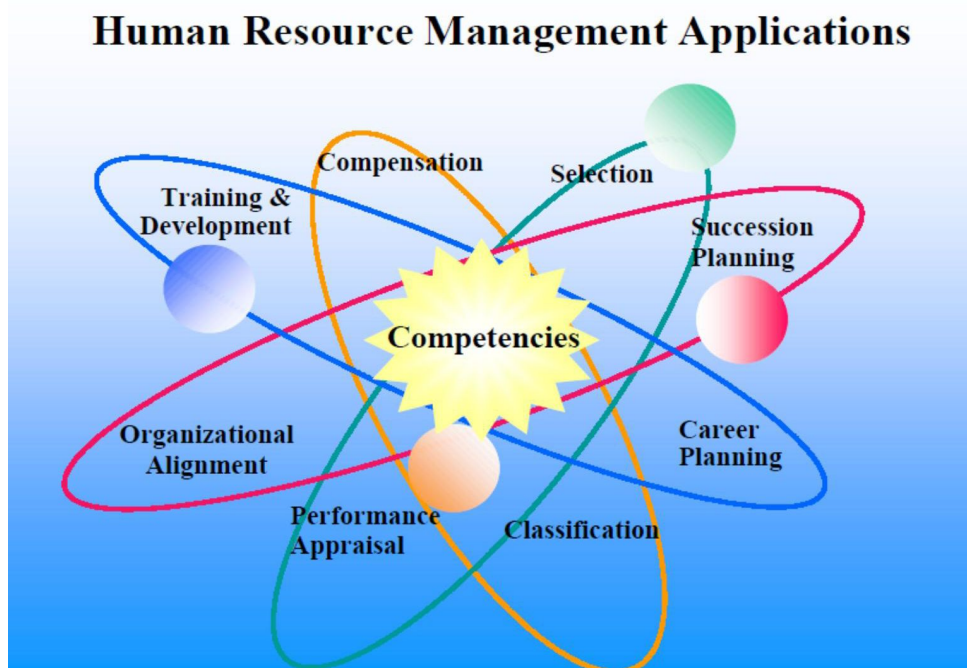 Human Resource Management Applications
Compensation
Selection
Training &
Development
Succession
Planning
Competencies
Organizational
Alignment
Career
Planning
Performance
Appraisal
Classification